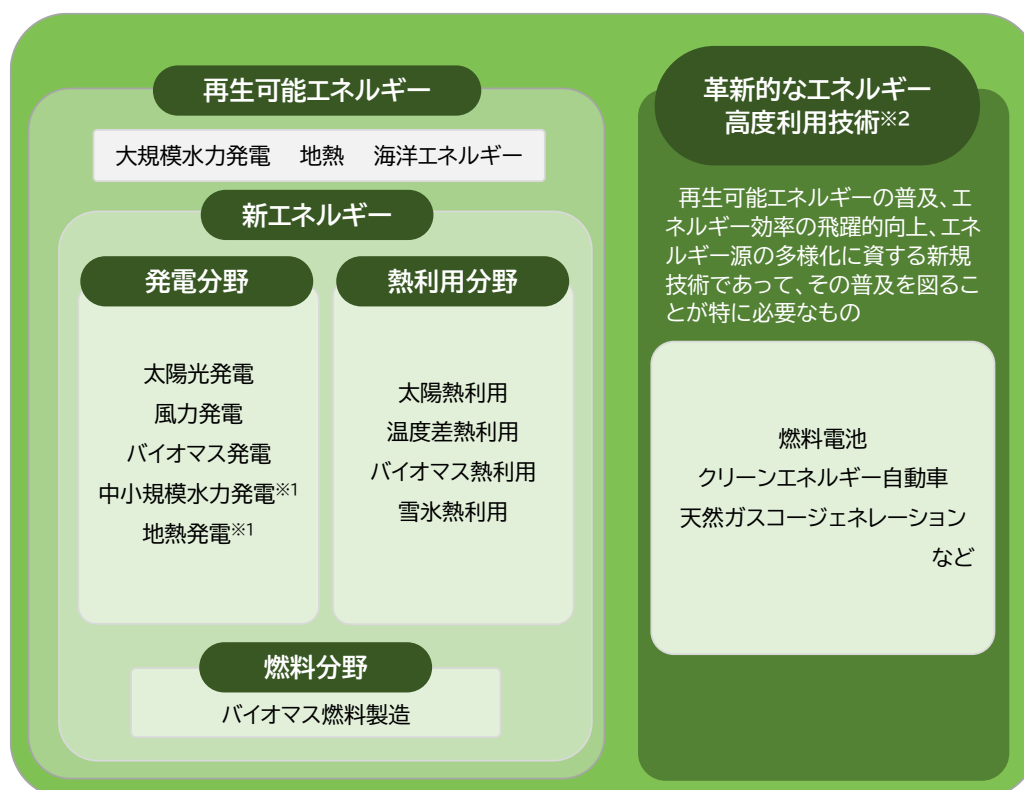 再生可能エネルギー
大規模水力発電　地熱　海洋エネルギー
新エネルギー
発電分野
太陽光発電
風力発電
バイオマス発電
中小規模水力発電※1
地熱発電※1
熱利用分野
太陽熱利用
温度差熱利用
バイオマス熱利用
雪氷熱利用
燃料分野
バイオマス燃料製造
革新的なエネルギー
高度利用技術※2
再生可能エネルギーの普及、エ
ネルギー効率の飛躍的向上、エネ
ルギー源の多様化に資する新規
技術であって、その普及を図るこ
とが特に必要なもの
燃料電池
クリーンエネルギー自動車
天然ガスコージェネレーション
など